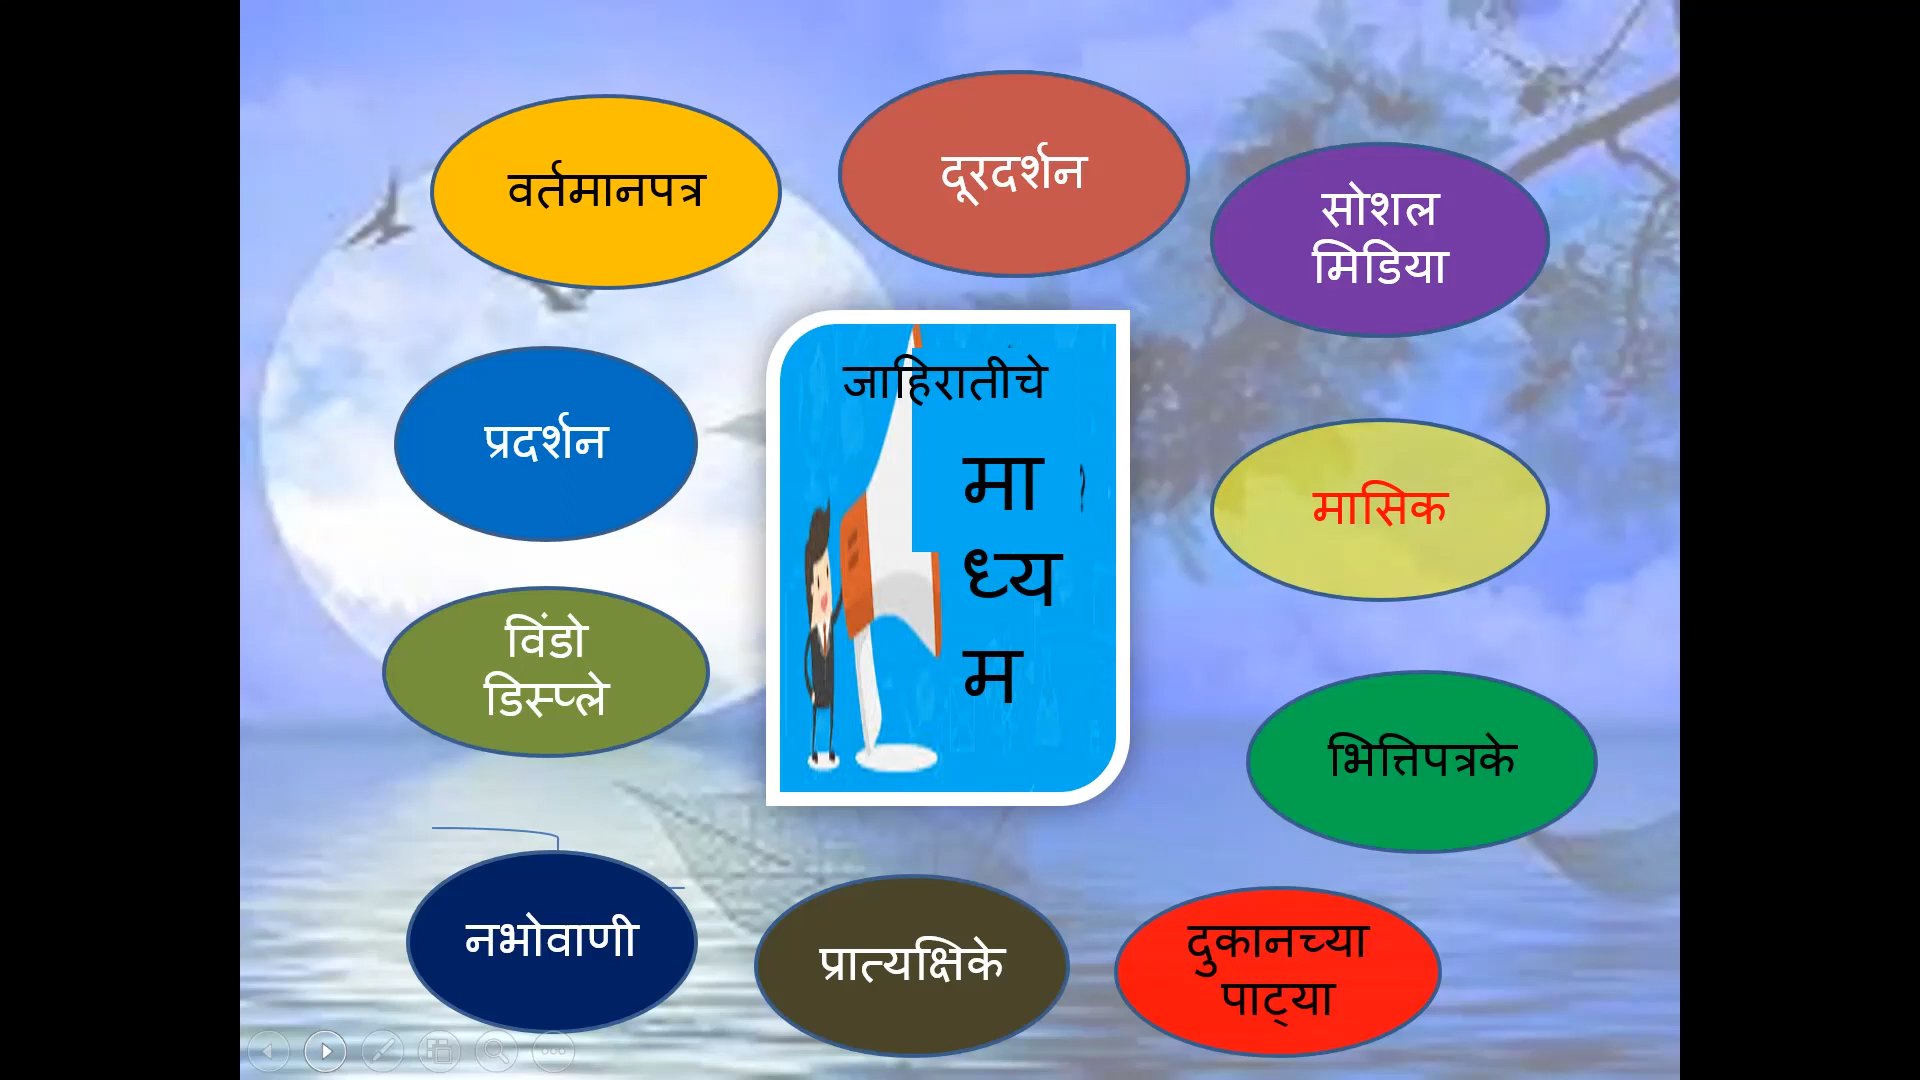 वर्तमानपत्र
दूरदर्शन
सोशल
मिडिया
प्रदर्शन
जाहिरातीचे
मा
ध्य
म
?
मासिक
विंडो
डिस्प्ले
भित्तिपत्रके
नभोवाणी
प्रात्यक्षिके
दुकानच्या
पाट्या